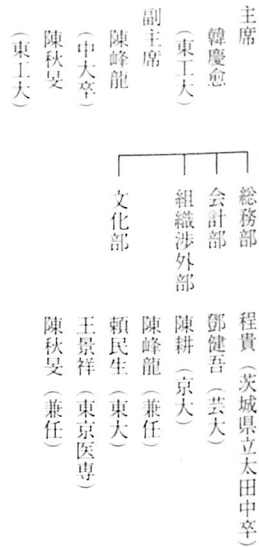 主席
韓慶愈
（東工大）
副主席
陳峰龍
（中大卒）
陳秋旻
（東工大）
総務部　程貴（茨城県立太田中卒）
会計部　鄧健吾（芸大）
組織渉外部　陳耕（京大）
陳峰龍（兼任）
文化部　頼民生（東大）
王景祥（東京医専）
陳秋旻（兼任）